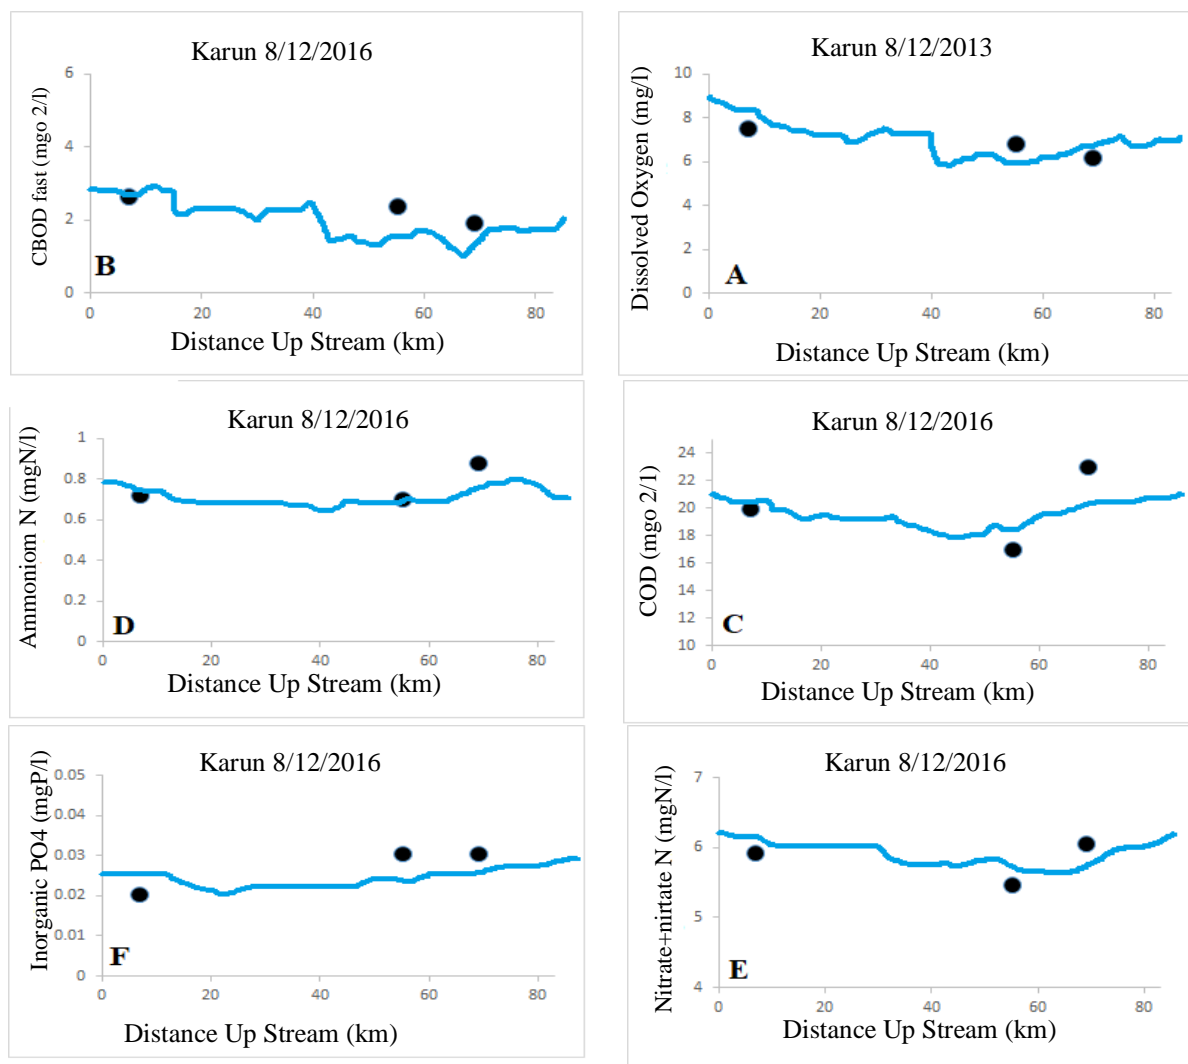 Karun 8/12/2016
CBOD fast (mgo 2/l)
6
4
2
0
B
0 20 40 60 80
Distance Up Stream (km)
Karun 8/12/2013
Dissolved Oxygen (mg/l)
10
8
6
4
2
0
A
0 20 40 60 80
Distance Up Stream (km)
Karun 8/12/2016
Ammoniom N (mgN/l)
1
0.8
0.6
0.4
0.2
0
D
0 20 40 60 80
Distance Up Stream (km)
Karun 8/12/2016
COD (mgo 2/1)
24
22
20
18
16
14
12
10
C
0 20 40 60 80
Distance Up Stream (km)
Karun 8/12/2016
Inorganic PO4 (mgP/l)
0.05
0.04
0.03
0.02
0.01
0
F
0 20 40 60 80
Distance Up Stream (km)
Karun 8/12/2016
Nitrate+nirtate N (mgN/l)
7
6
5
4
E
0 20 40 60 80
Distance Up Stream (km)